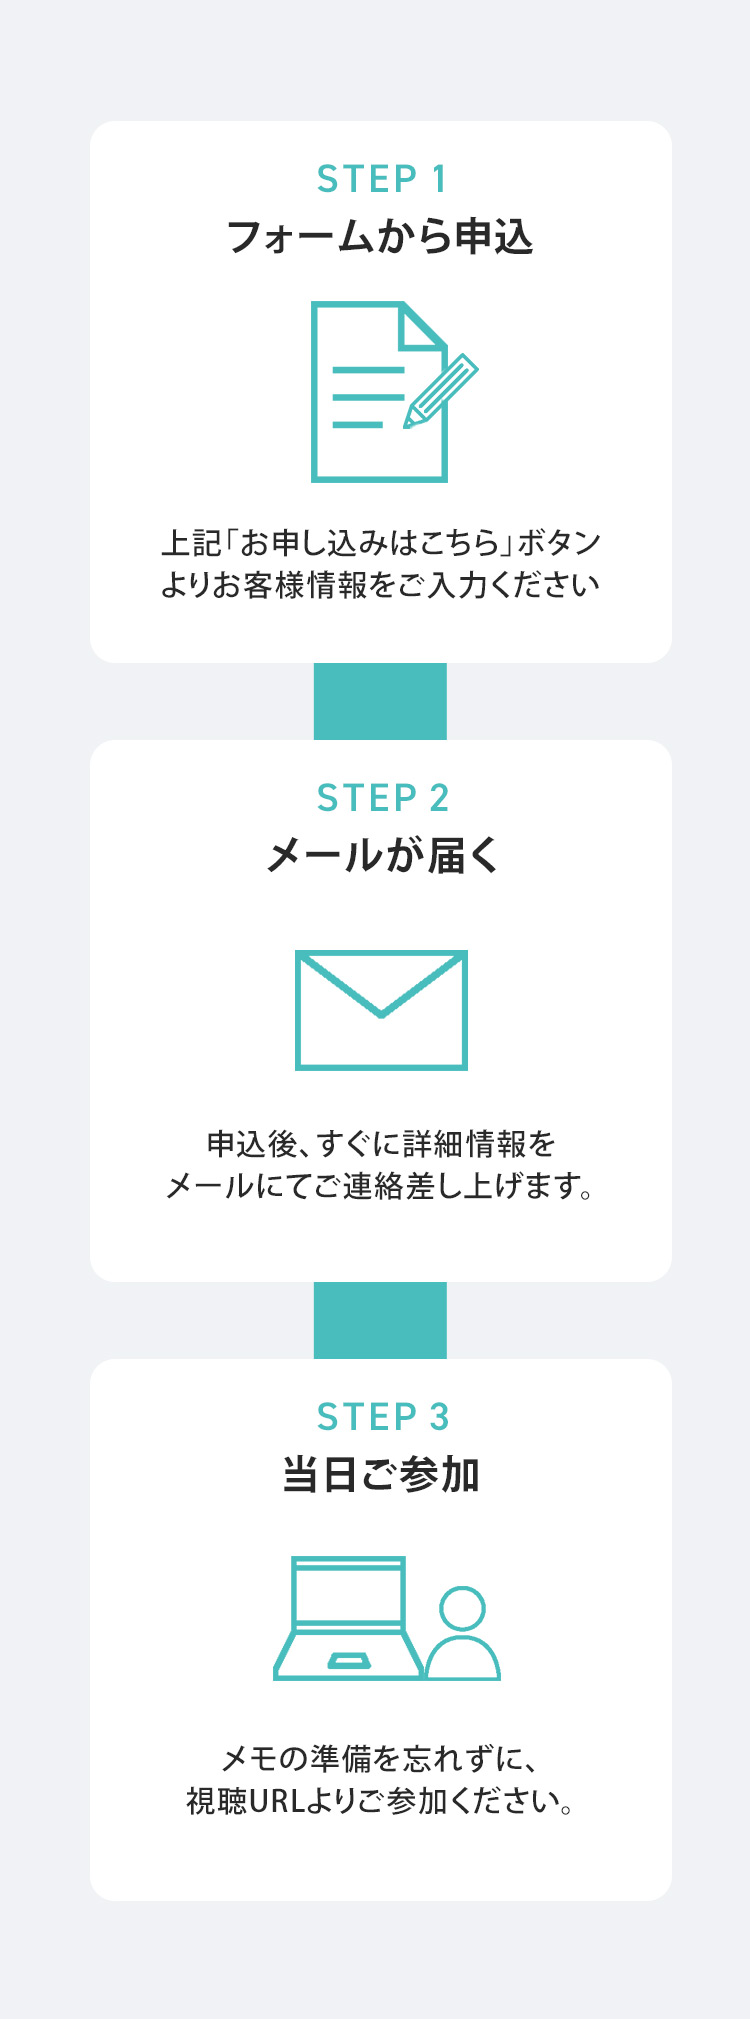 STEP 1
フォームから申込
上記「お申し込みはこちら」ボタン
よりお客様情報をご入力ください
STEP 2
メールが届く
申込後、すぐに詳細情報を
メールにてご連絡差し上げます。
STEP 3
当日ご参加
メモの準備を忘れずに、
視聴URLよりご参加ください。